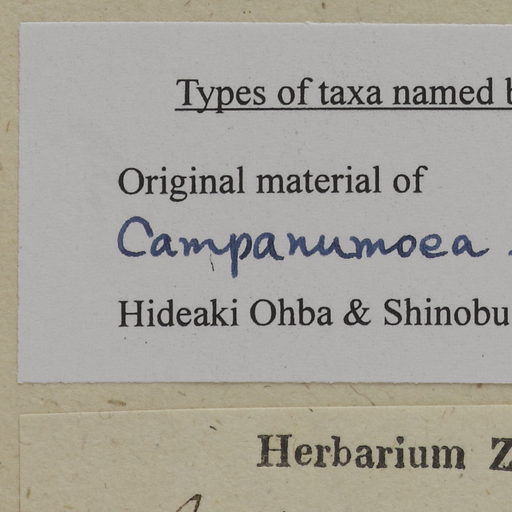 Types of taxa named
Original material of
Campanumoea
Hideaki Ohba & Shinobu
Herbarium Z